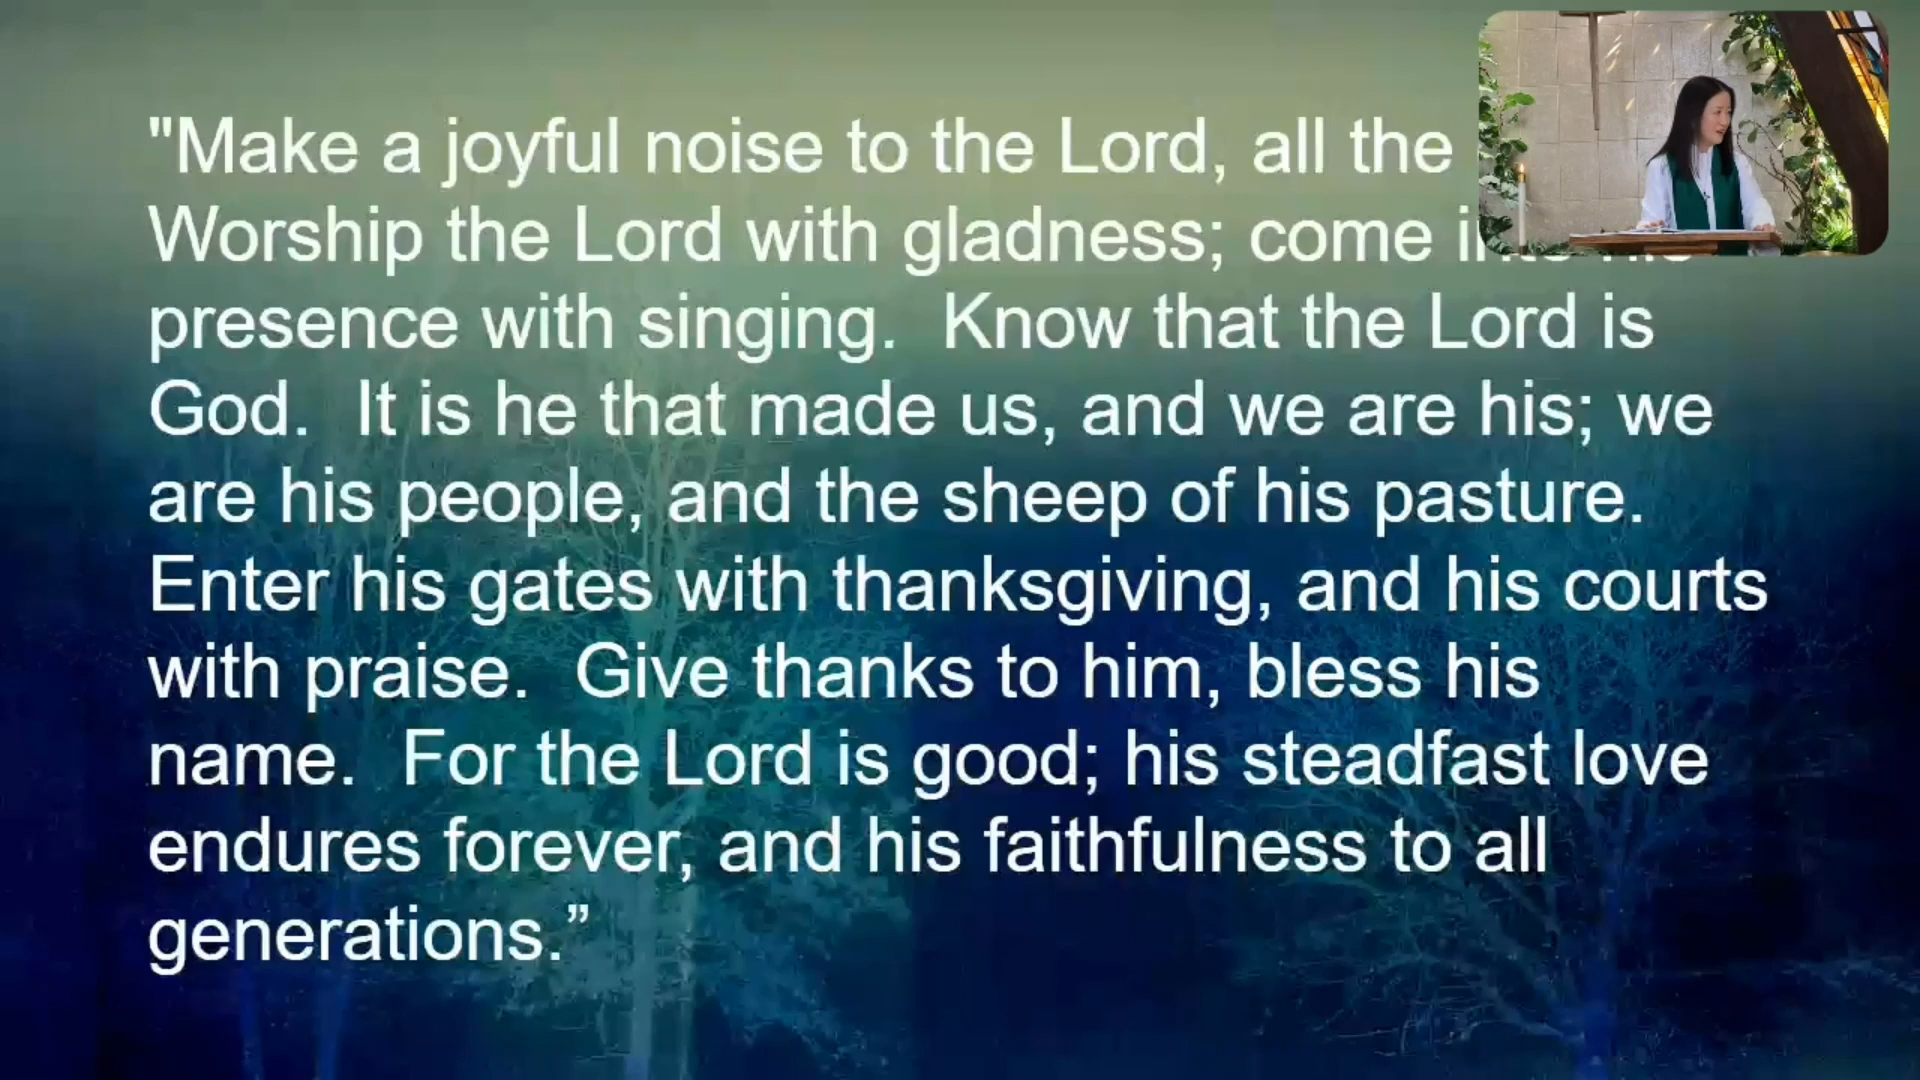 "Make a joyful noise to the Lord, all the
Worship the Lord with gladness; come into his
presence with singing.  Know that the Lord is
God.  It is he that made us, and we are his; we
are his people, and the sheep of his pasture.
Enter his gates with thanksgiving, and his courts
with praise.  Give thanks to him, bless his
name.  For the Lord is good; his steadfast love
endures forever, and his faithfulness to all
generations.”